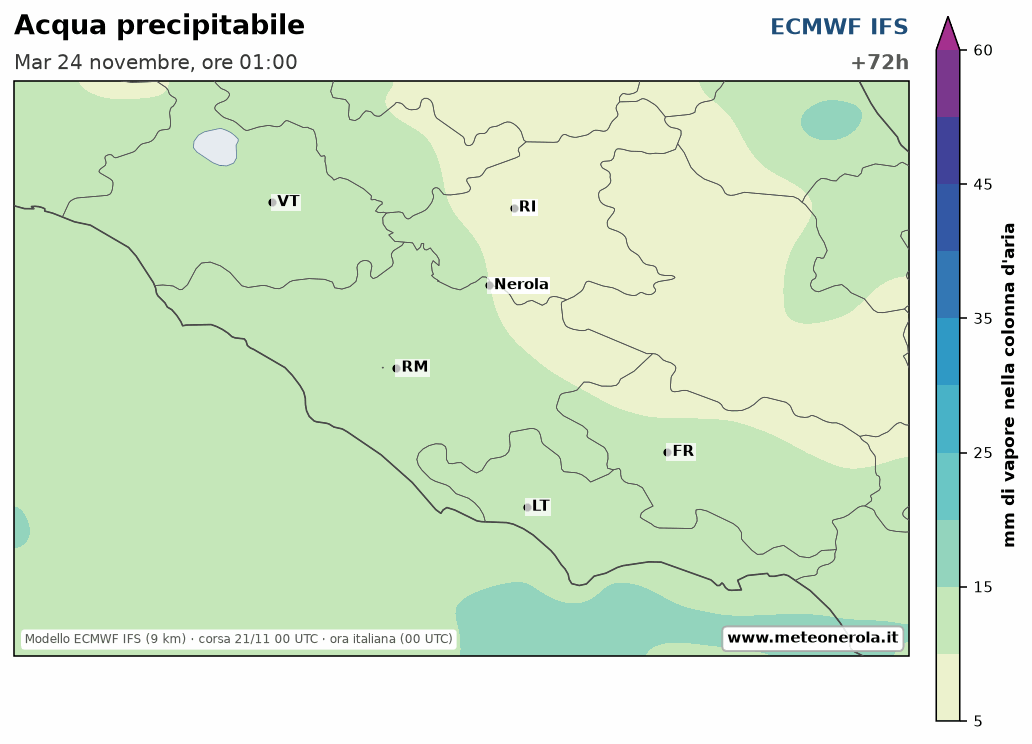 Acqua precipitabile
ECMWF IFS
Mar 24 novembre, ore 01:00
+72h
60
45
35
25
15
5
mm di vapore nella colonna d'aria
VT
RI
Nerola
RM
FR
LT
Modello ECMWF IFS (9 km) · corsa 21/11 00 UTC · ora italiana (00 UTC)
www.meteonerola.it